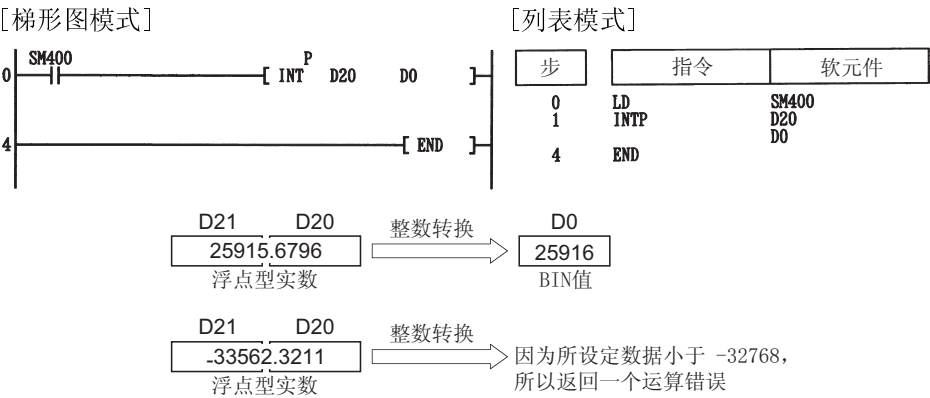 [梯形图模式]
[列表模式]
SM400
P
0
[ INT D20 D0 ]
4
[ END ]
步 指令 软元件
0 LD SM400
1 INTP D20
D0
4 END
D21 D20
25915.6796
浮点型实数
整数转换
D0
25916
BIN值
D21 D20
-33562.3211
浮点型实数
整数转换
因为所设定数据小于 -32768，
所以返回一个运算错误